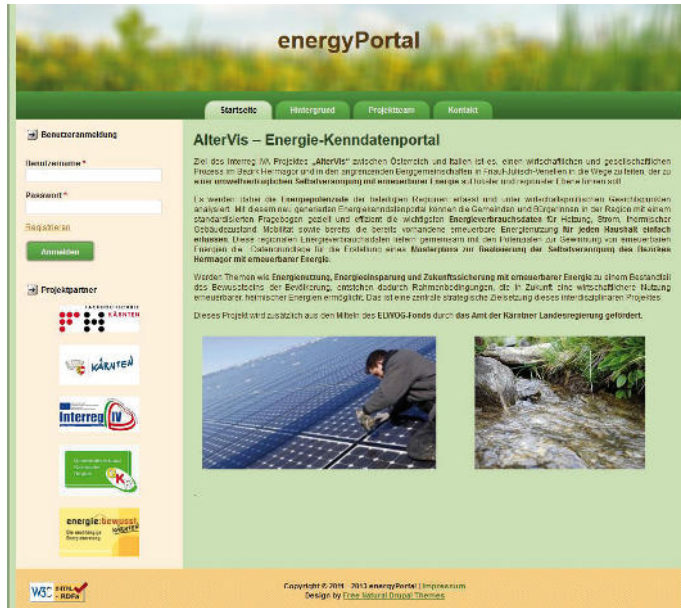 energyPortal
Startseite Hintergrund Projektteam Kontakt
Benutzeranmeldung
Benutzername *
Passwort *
Registrieren
Anmelden
Projektpartner
KÄRNTEN
KÄRNTEN
Interreg IV
energie:bewusst
KÄRNTEN
AlterVis – Energie-Kenndatenportal
Ziel des Interreg IVA Projektes „AlterVis“ zwischen Österreich und Italien ist es, einen wirtschaftlichen und gesellschaftlichen
Prozess im Bezirk Hermagor und in den angrenzenden Berggemeinschaften in Friaul-Julisch-Venetien in die Wege zu leiten, der zu
einer umweltverträglichen Selbstversorgung mit erneuerbarer Energie auf lokaler und regionaler Ebene führen soll.
Es werden daher die Energiepotenziale der beteiligten Regionen erfasst und unter wirtschaftspolitischen Gesichtspunkten
analysiert. Mit diesem neu generierten Energiekenndatenportal können die Gemeinden und BürgerInnen in der Region mit einem
standardisierten Fragebogen gezielt und effizient die wichtigsten Energieverbrauchsdaten für Heizung, Strom, thermischer
Gebäudezustand, Mobilität sowie bereits die bereits vorhandene erneuerbare Energienutzung für jeden Haushalt einfach
erfassen. Diese regionalen Energieverbrauchsdaten liefern gemeinsam mit den Potenzialen zur Gewinnung von erneuerbaren
Energien die Datengrundlage für die Erstellung eines Masterplans zur Realisierung der Selbstversorgung des Bezirkes
Hermagor mit erneuerbarer Energie.
Werden Themen wie Energienutzung, Energieeinsparung und Zukunftssicherung mit erneuerbarer Energie zu einem Bestandteil
des Bewusstseins der Bevölkerung, entstehen dadurch Rahmenbedingungen, die in Zukunft eine wirtschaftlichere Nutzung
erneuerbarer, heimischer Energien ermöglicht. Das ist eine zentrale strategische Zielsetzung dieses interdisziplinären Projektes.
Dieses Projekt wird zusätzlich aus den Mitteln des ELWOG-Fonds durch das Amt der Kärntner Landesregierung gefördert.
W3C XHTML + RDFa
Copyright © 2011 - 2013 energyPortal | Impressum
Design by Free Natural Drupal Themes